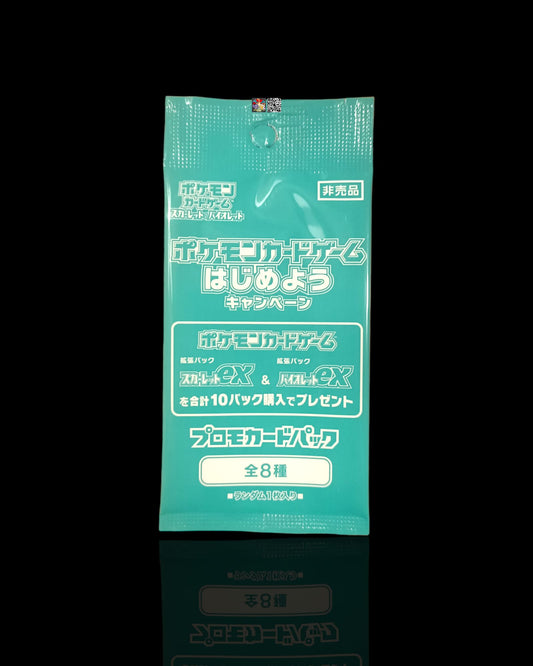 ポケモン
カードゲーム
スカーレット バイオレット
非売品
ポケモンカードゲーム
はじめよう
キャンペーン
ポケモンカードゲーム
拡張パック 拡張パック
スカーレットex & バイオレットex
を合計10パック購入でプレゼント
プロモカードパック
全8種
■ランダム1枚入り■